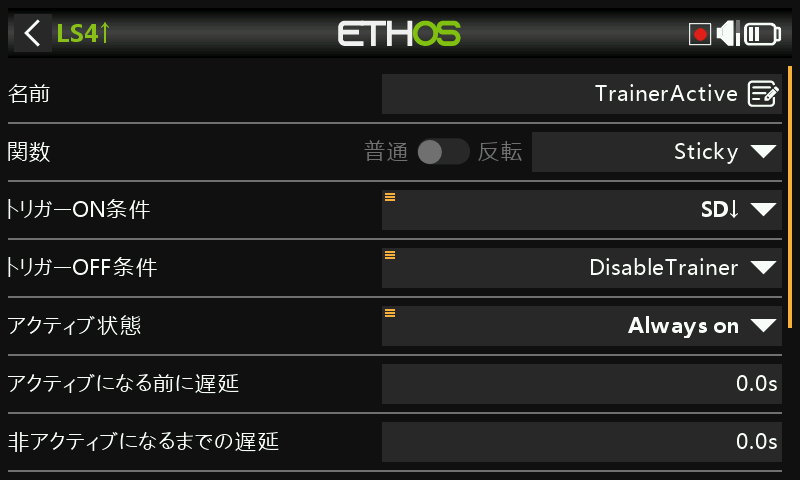 LS4↑ ETHOS
名前 TrainerActive
関数 普通 反転 Sticky
トリガーON条件 SD↓
トリガーOFF条件 DisableTrainer
アクティブ状態 Always on
アクティブになる前に遅延 0.0s
非アクティブになるまでの遅延 0.0s